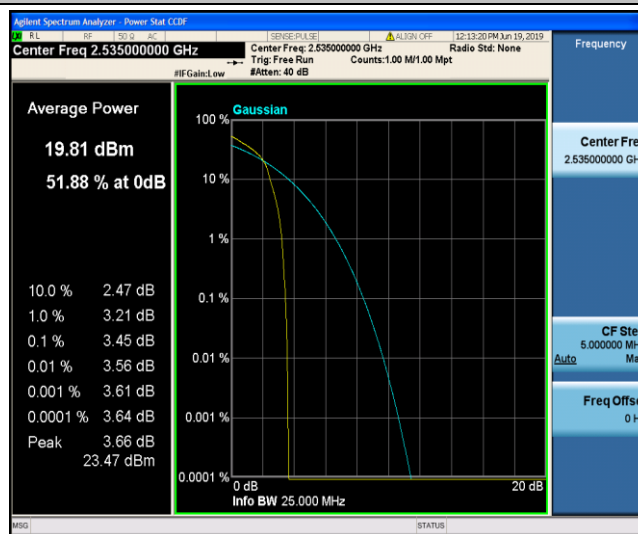 Agilent Spectrum Analyzer - Power Stat CCDF
RL RF 50 Ω AC SENSE:PULSE ALIGN OFF 12:13:20 PM Jun 19, 2019
Center Freq 2.535000000 GHz
Center Freq: 2.535000000 GHz Radio Std: None
Trig: Free Run Counts:1.00 M/1.00 Mpt
#IFGain:Low #Atten: 40 dB
Frequency
Average Power
19.81 dBm
51.88 % at 0dB
10.0 % 2.47 dB
1.0 % 3.21 dB
0.1 % 3.45 dB
0.01 % 3.56 dB
0.001 % 3.61 dB
0.0001 % 3.64 dB
Peak 3.66 dB
23.47 dBm
Gaussian
100 %
10 %
1 %
0.1 %
0.01 %
0.001 %
0.0001 %
0 dB 20 dB
Info BW 25.000 MHz
Center Fre
2.535000000 GH
CF Ste
5.000000 MH
Auto Ma
Freq Offse
0 H
MSG STATUS